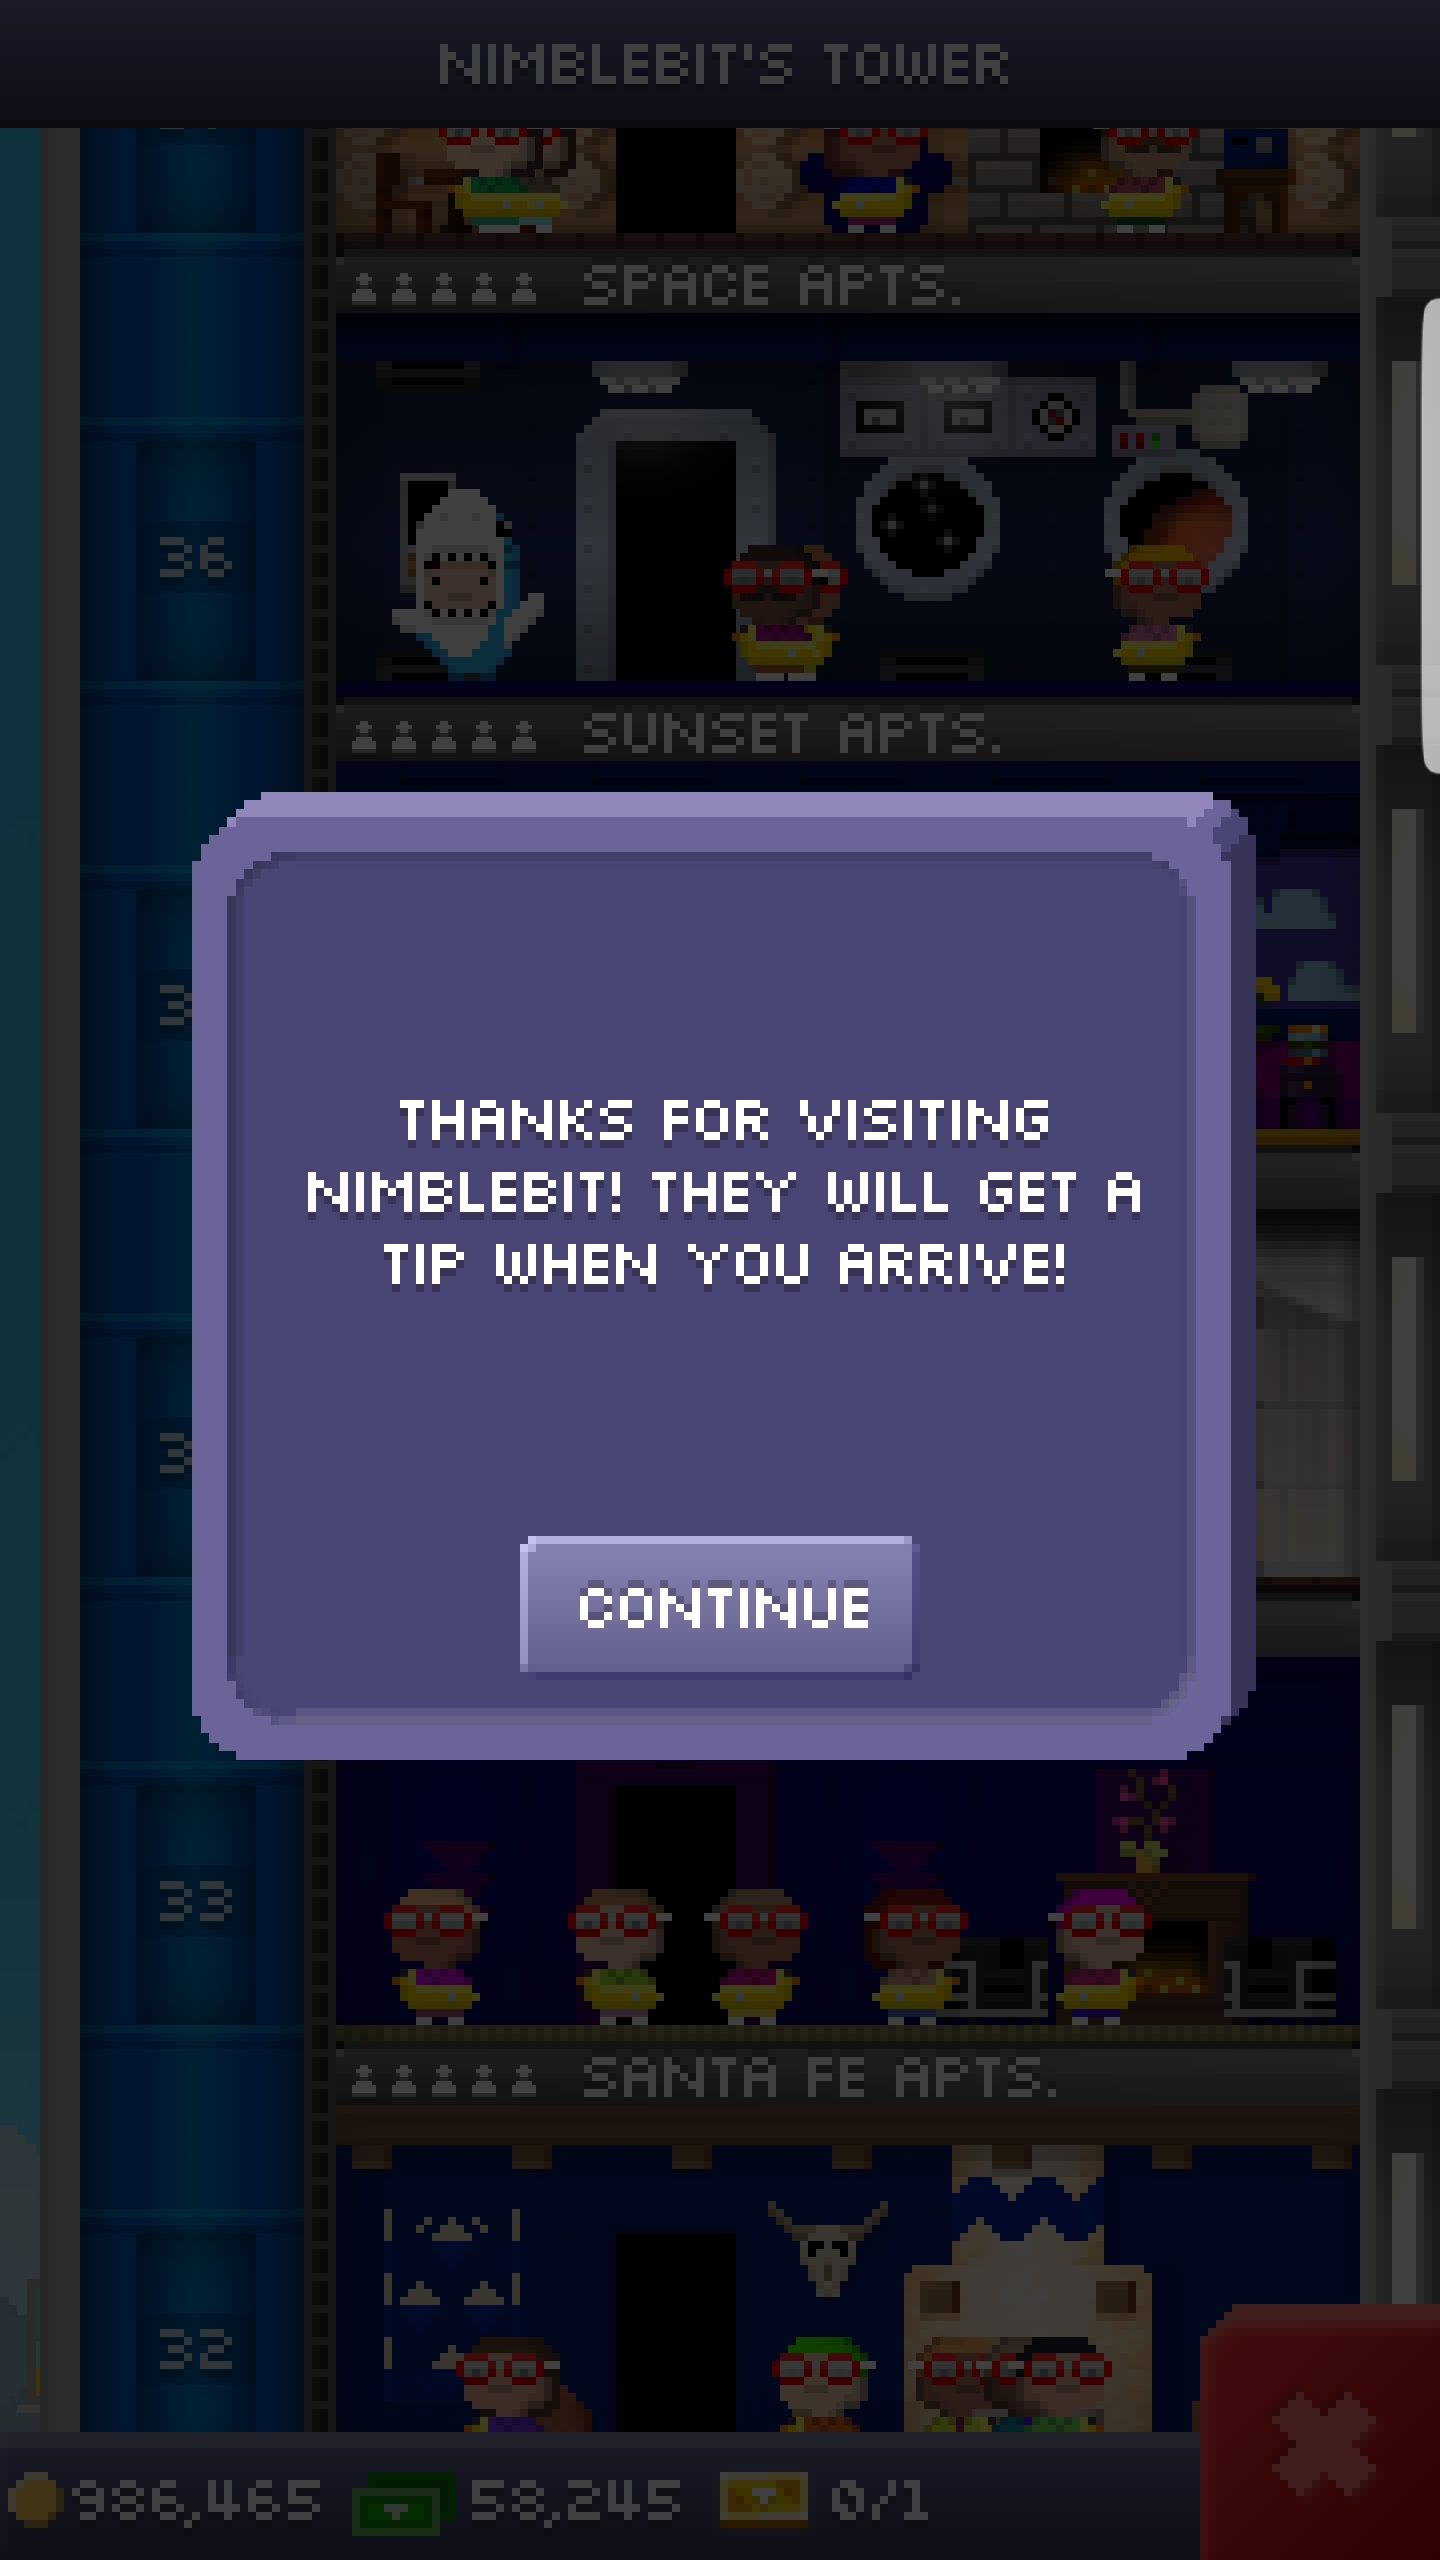 NIMBLEBIT'S TOWER
SPACE APTS.
36
SUNSET APTS.
THANKS FOR VISITING
NIMBLEBIT! THEY WILL GET A
TIP WHEN YOU ARRIVE!
CONTINUE
33
SANTA FE APTS.
32
986,465 58,245 0/1